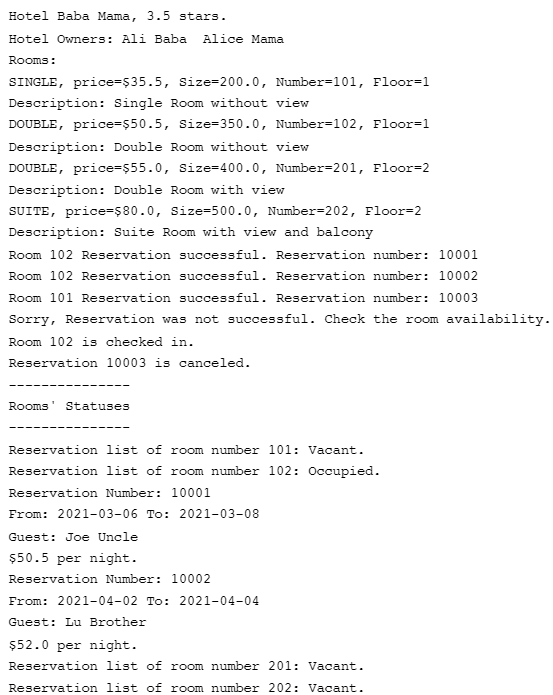 Hotel Baba Mama, 3.5 stars.
Hotel Owners: Ali Baba  Alice Mama
Rooms:
SINGLE, price=$35.5, Size=200.0, Number=101, Floor=1
Description: Single Room without view
DOUBLE, price=$50.5, Size=350.0, Number=102, Floor=1
Description: Double Room without view
DOUBLE, price=$55.0, Size=400.0, Number=201, Floor=2
Description: Double Room with view
SUITE, price=$80.0, Size=500.0, Number=202, Floor=2
Description: Suite Room with view and balcony
Room 102 Reservation successful. Reservation number: 10001
Room 102 Reservation successful. Reservation number: 10002
Room 101 Reservation successful. Reservation number: 10003
Sorry, Reservation was not successful. Check the room availability.
Room 102 is checked in.
Reservation 10003 is canceled.
---------------
Rooms' Statuses
---------------
Reservation list of room number 101: Vacant.
Reservation list of room number 102: Occupied.
Reservation Number: 10001
From: 2021-03-06 To: 2021-03-08
Guest: Joe Uncle
$50.5 per night.
Reservation Number: 10002
From: 2021-04-02 To: 2021-04-04
Guest: Lu Brother
$52.0 per night.
Reservation list of room number 201: Vacant.
Reservation list of room number 202: Vacant.